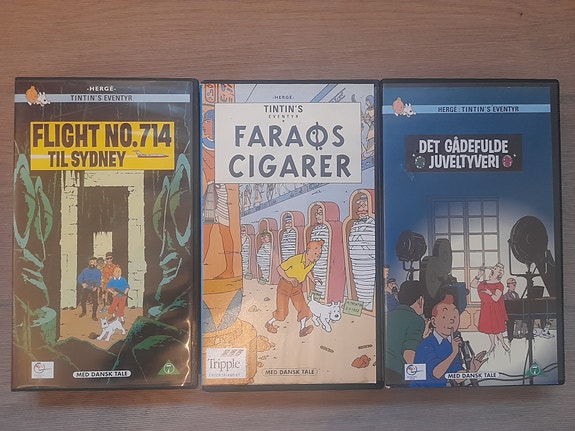 -HERGÉ-
TINTIN'S EVENTYR
FLIGHT NO.714
TIL SYDNEY
MED DANSK TALE
-HERGÉ-
TINTIN'S
EVENTYR
FARAOS
CIGARER
Tripple
ENTERTAINMENT
MED DANSK TALE
HERGÉ: TINTIN'S EVENTYR
DET GÅDEFULDE
JUVELTYVERI
MED DANSK TALE